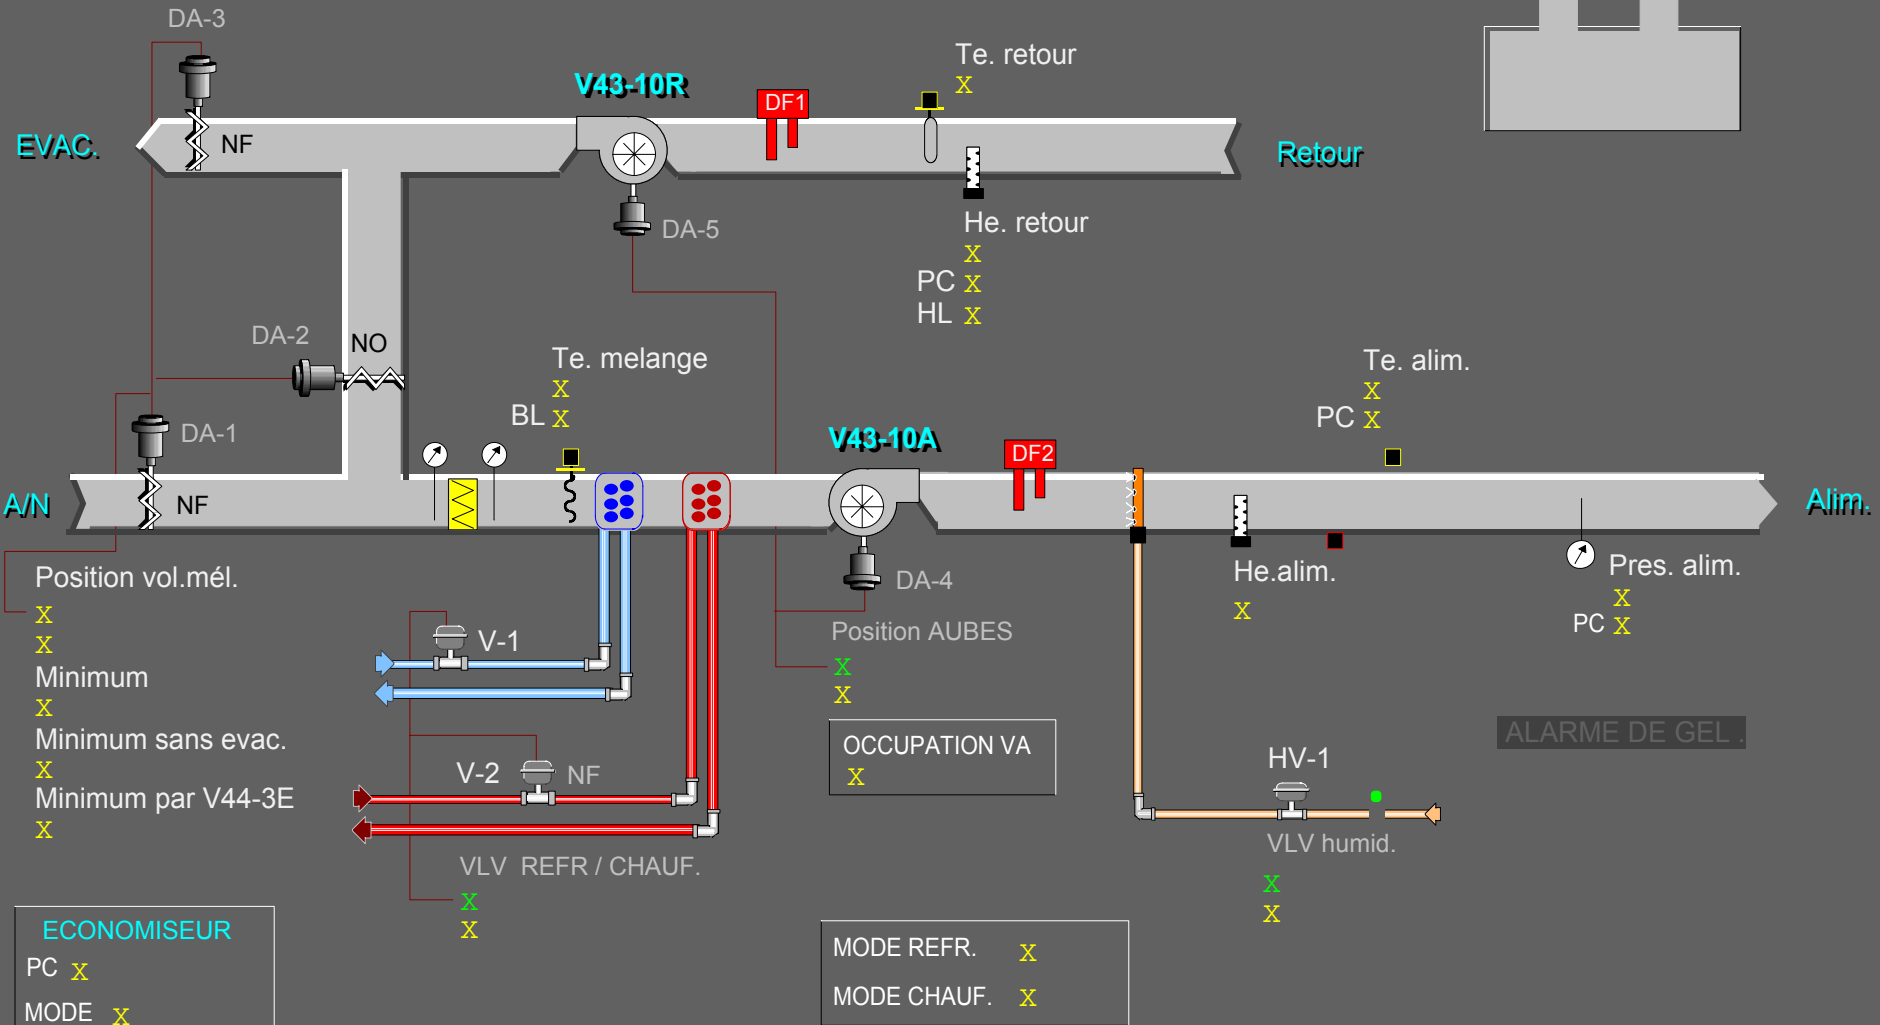 DA-3
Te. retour
X
V43-10R
DF1
EVAC.
NF
Retour
DA-5
He. retour
X
PC X
HL X
DA-2
NO
Te. melange
X
BL X
Te. alim.
X
PC X
DA-1
V43-10A
DF2
A/N
NF
Alim.
Position vol.mél.
X
X
Minimum
X
Minimum sans evac.
X
Minimum par V44-3E
X
DA-4
He.alim.
X
Pres. alim.
X
PC X
V-1
Position AUBES
X
X
OCCUPATION VA
X
ALARME DE GEL .
V-2
NF
HV-1
VLV humid.
X
X
VLV REFR / CHAUF.
X
X
ECONOMISEUR
PC X
MODE X
MODE REFR. X
MODE CHAUF. X